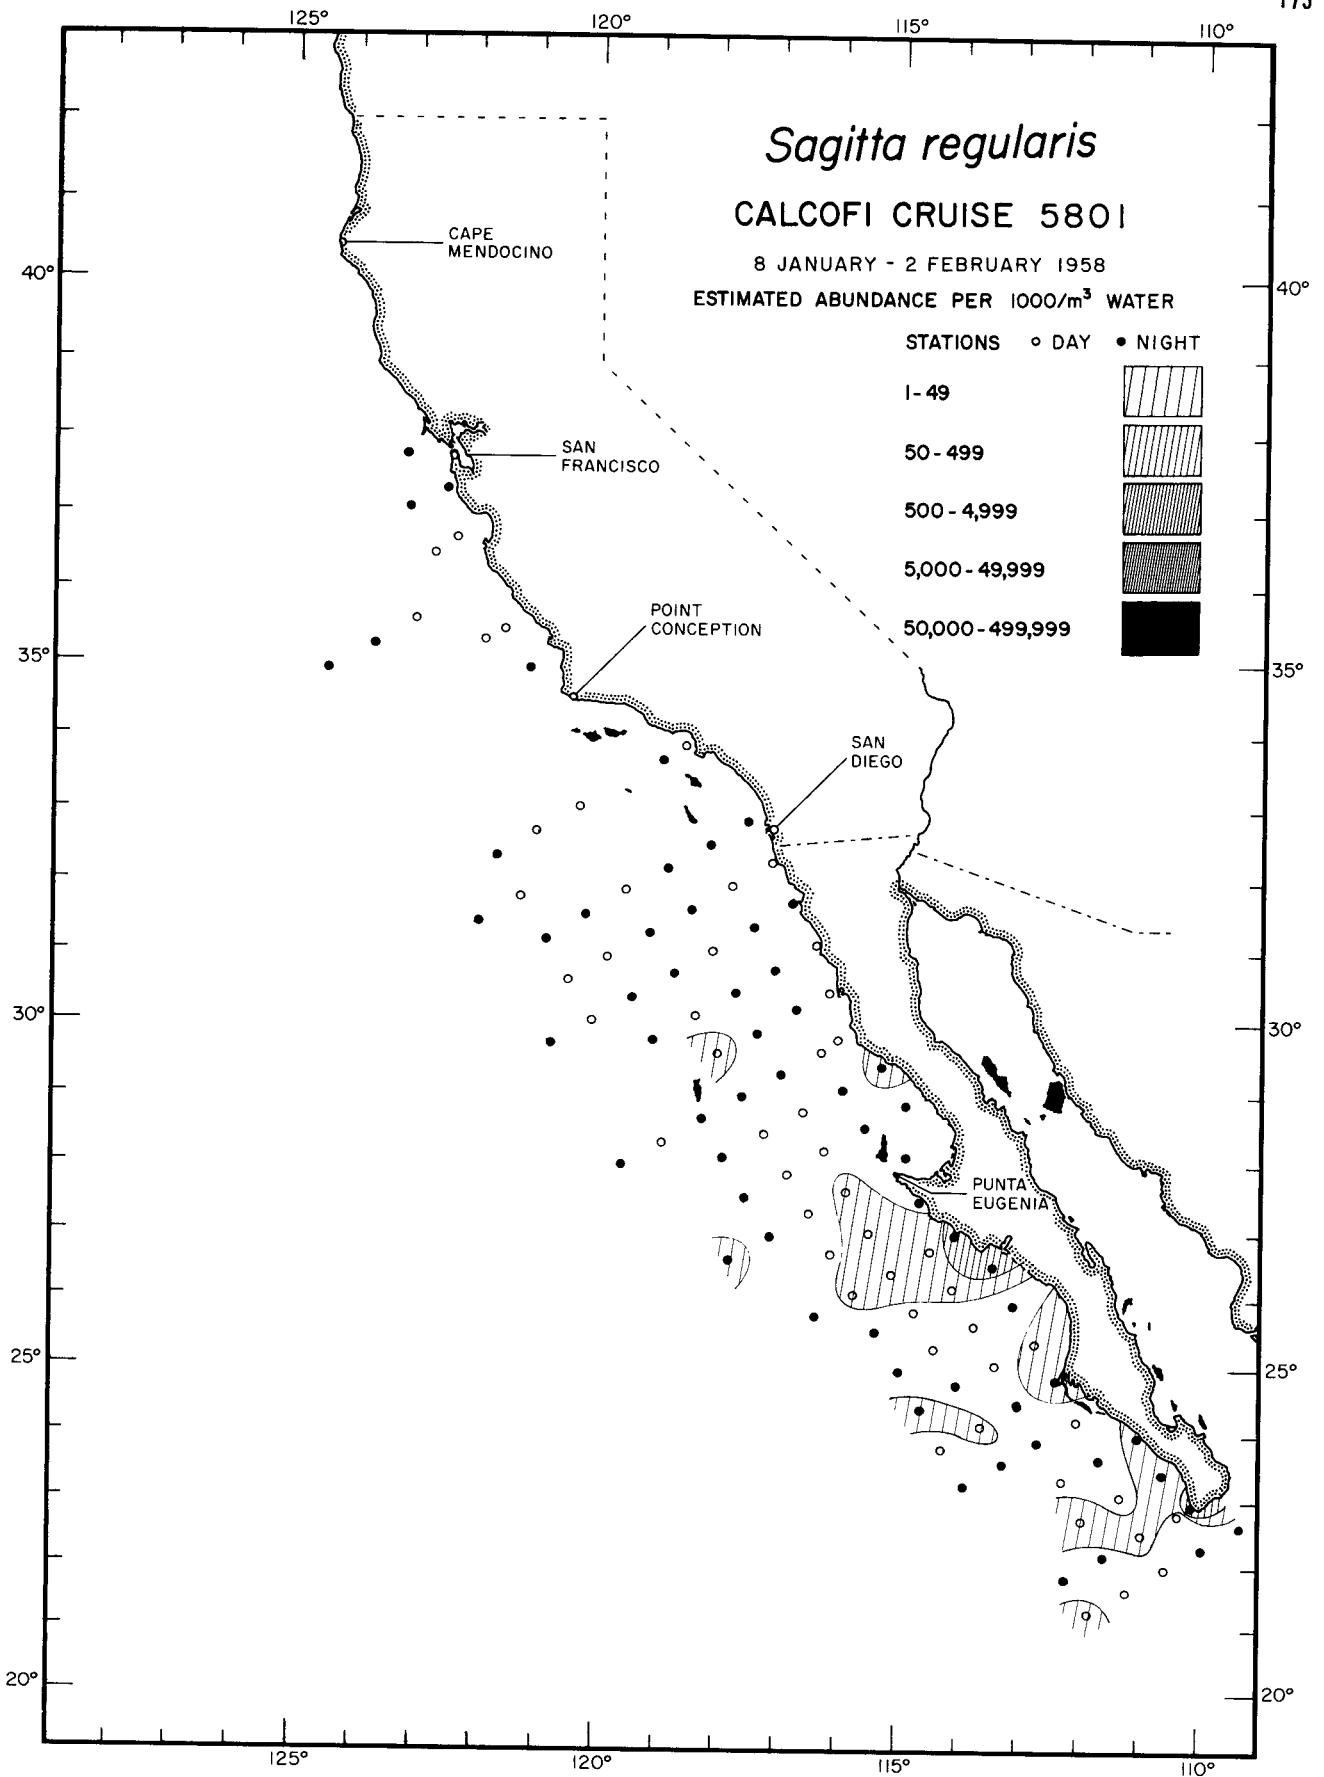 125°
120°
115°
110°
Sagitta regularis
CALCOFI CRUISE 5801
8 JANUARY - 2 FEBRUARY 1958
ESTIMATED ABUNDANCE PER 1000/m³ WATER
STATIONS ○ DAY ● NIGHT
1-49
50-499
500-4,999
5,000-49,999
50,000-499,999
CAPE
MENDOCINO
40°
40°
SAN
FRANCISCO
POINT
CONCEPTION
35°
35°
SAN
DIEGO
30°
30°
PUNTA
EUGENIA
25°
25°
20°
20°
125°
120°
115°
110°